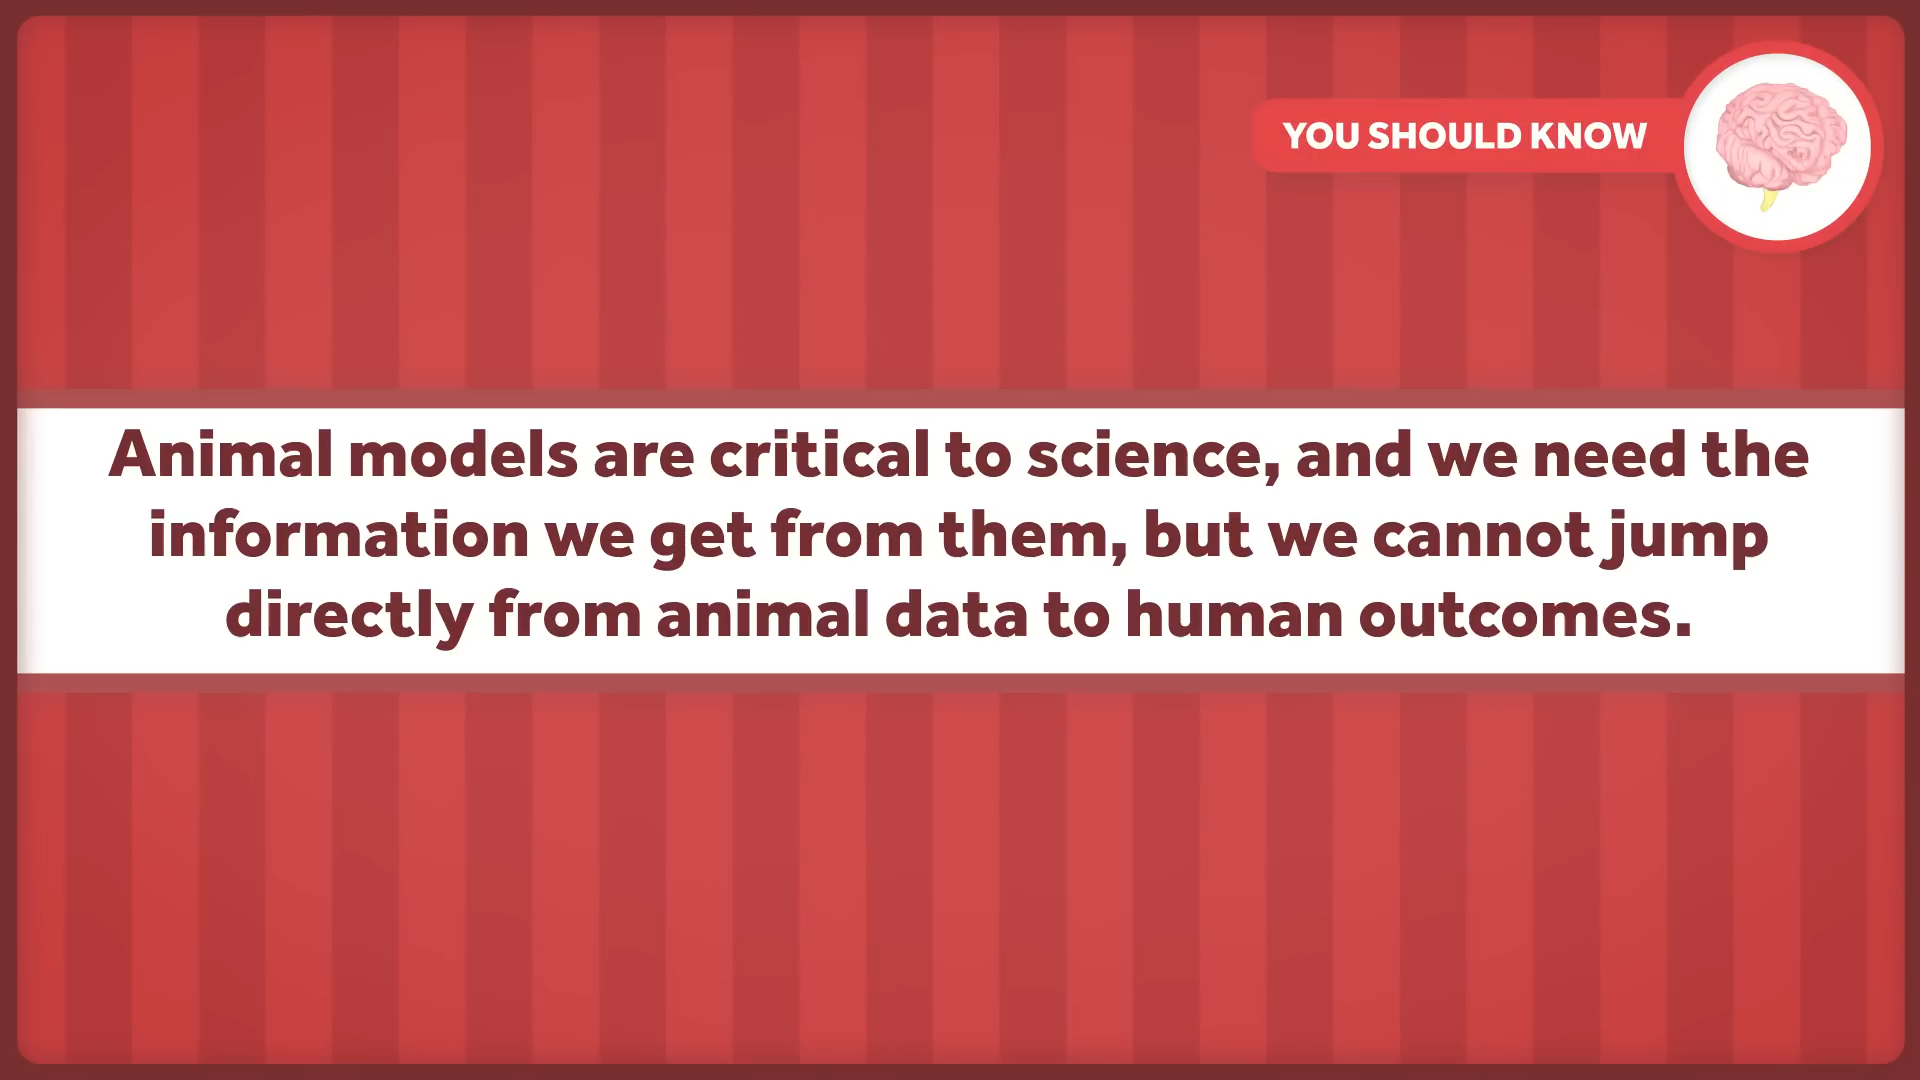 YOU SHOULD KNOW
Animal models are critical to science, and we need the
information we get from them, but we cannot jump
directly from animal data to human outcomes.